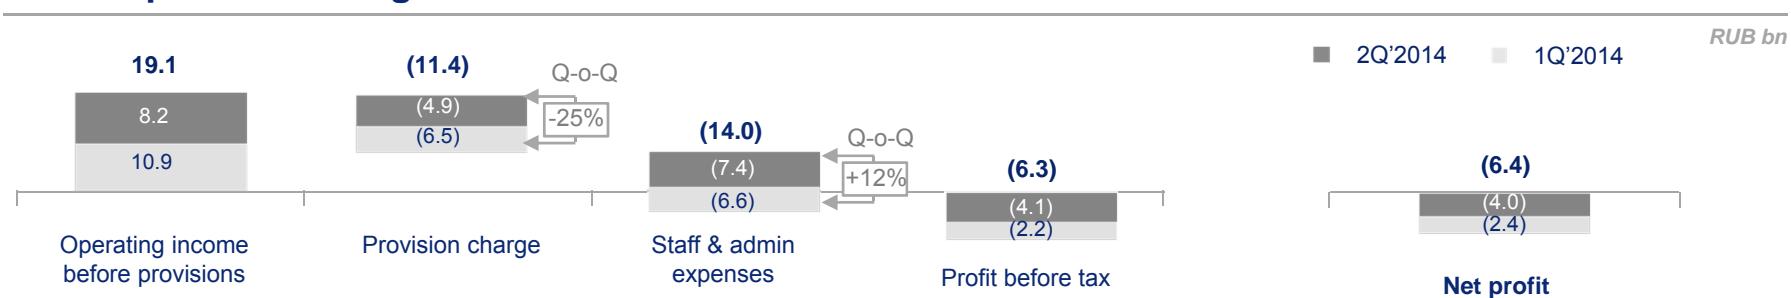 RUB bn
2Q’2014
1Q’2014
19.1
8.2
10.9
Operating income
before provisions
(11.4)
(4.9)
(6.5)
Q-o-Q
-25%
Provision charge
(14.0)
(7.4)
(6.6)
Q-o-Q
+12%
Staff & admin
expenses
(6.3)
(4.1)
(2.2)
Profit before tax
(6.4)
(4.0)
(2.4)
Net profit